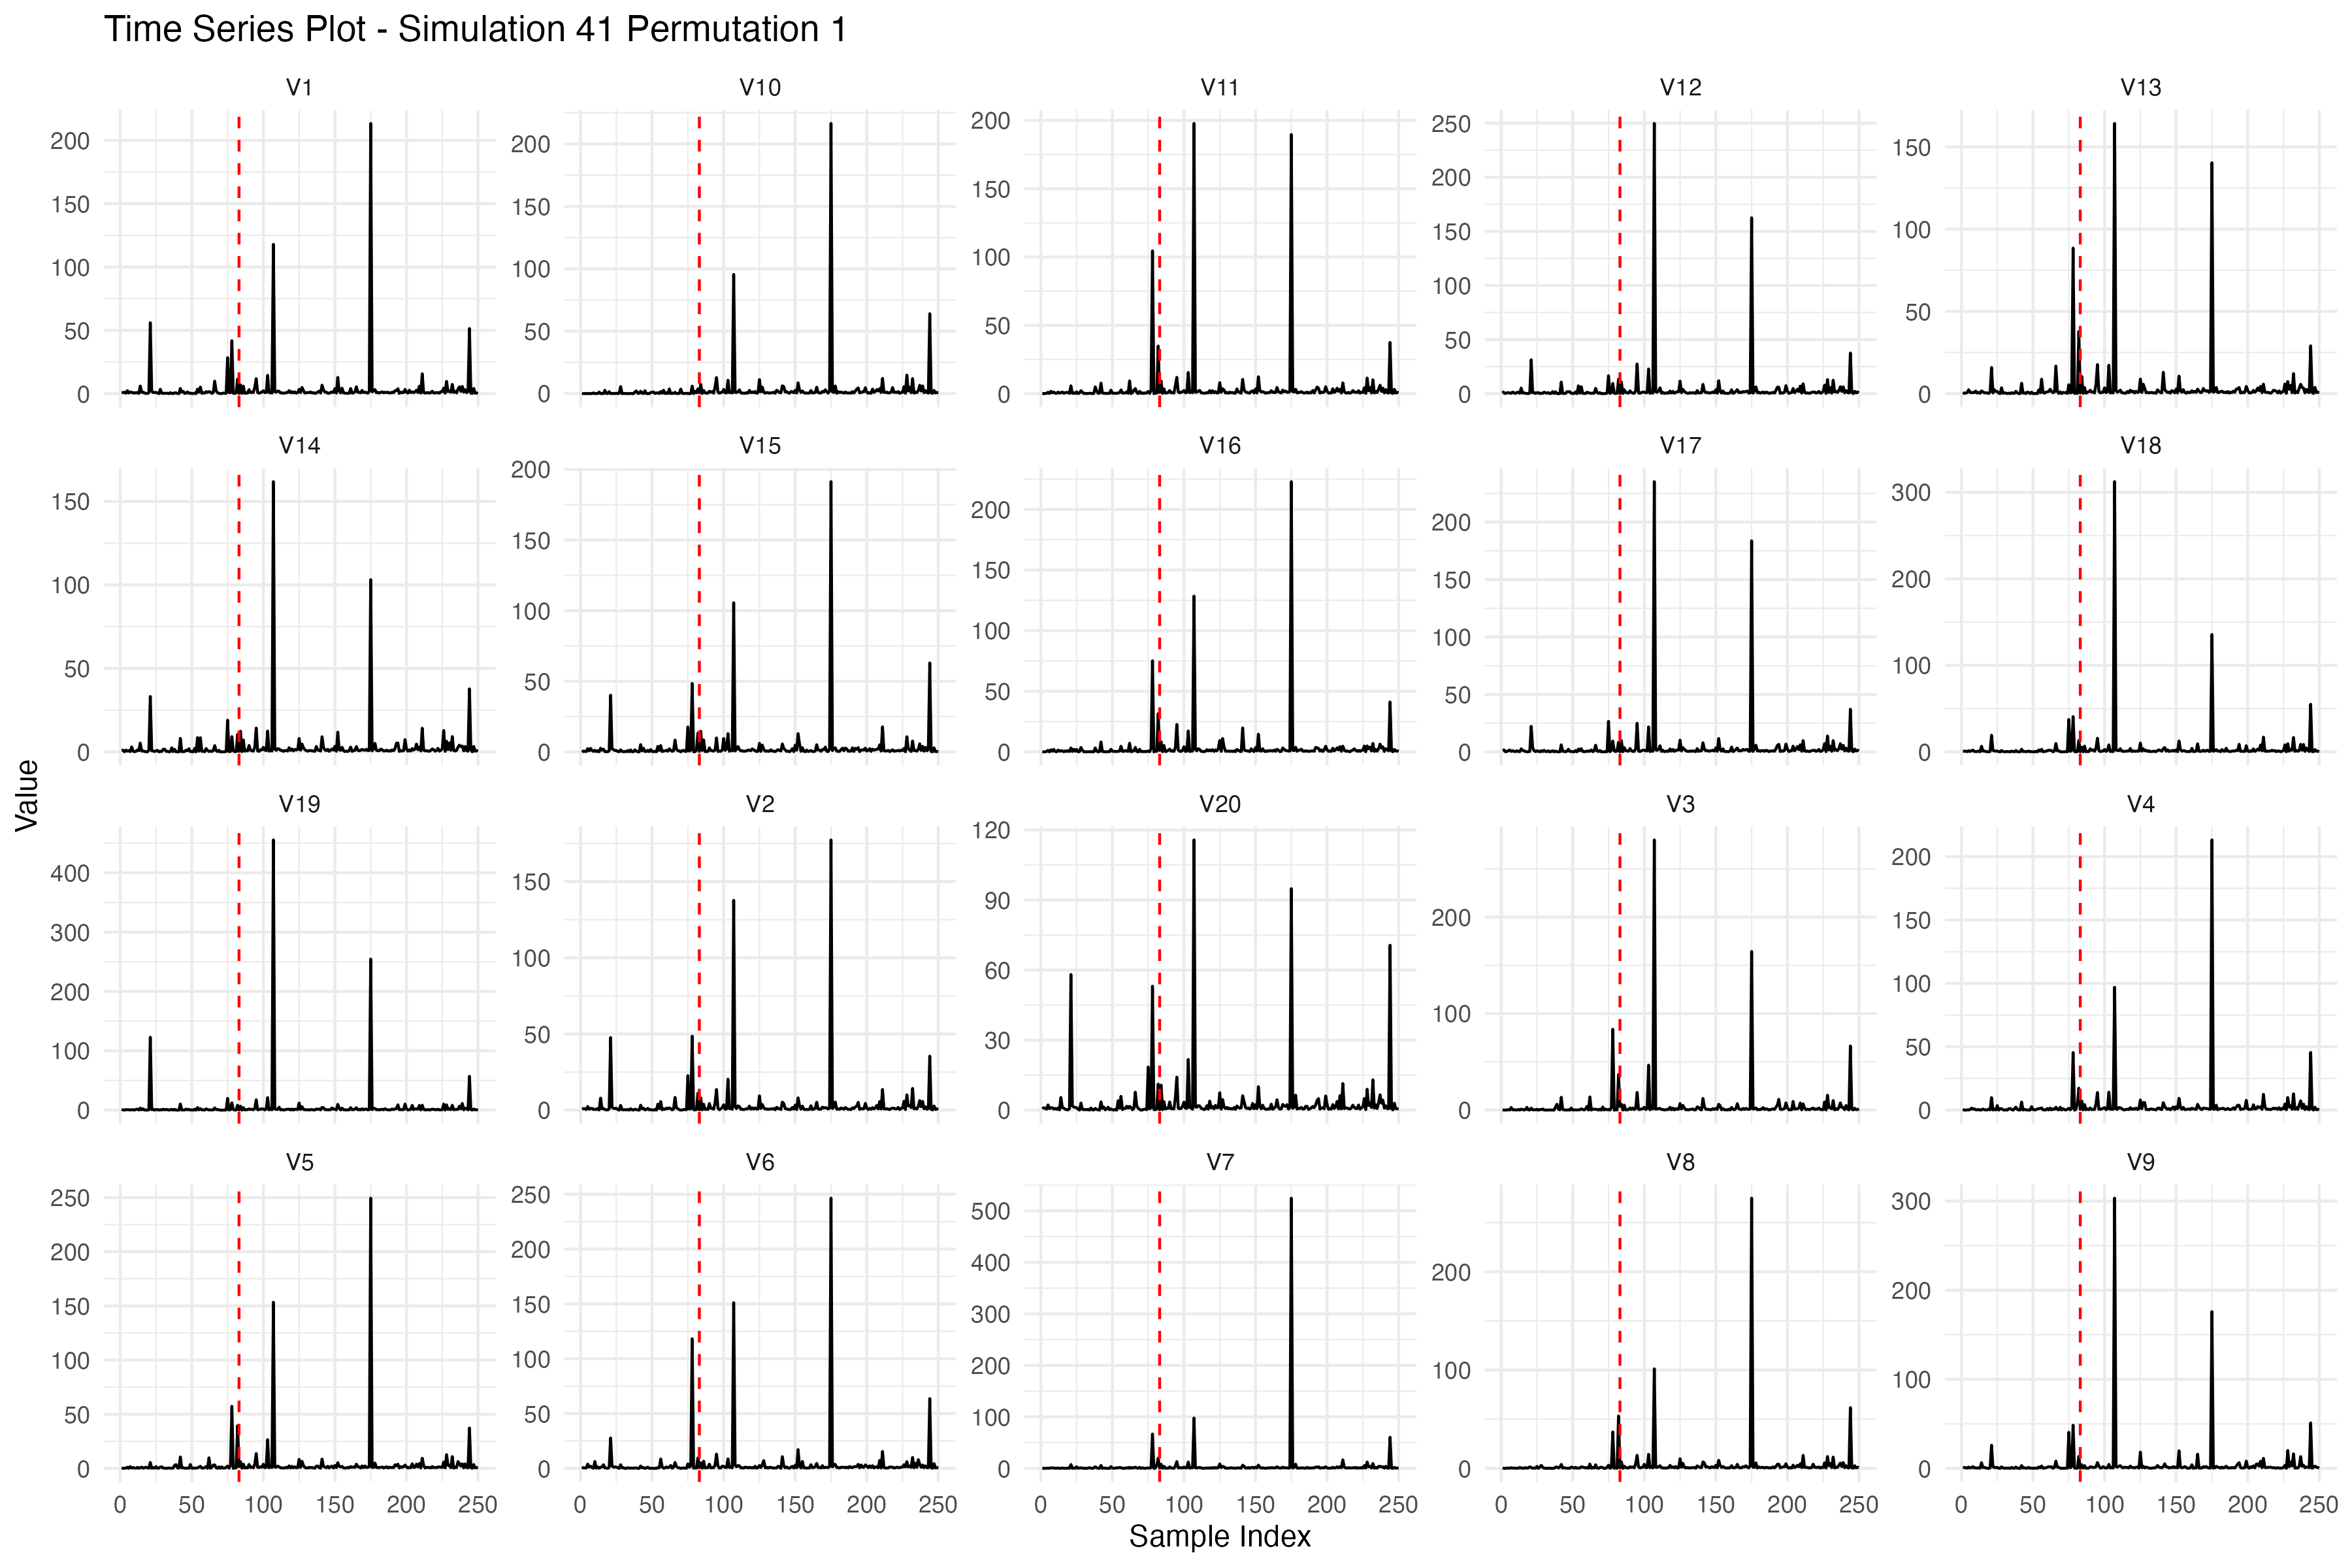 Time Series Plot - Simulation 41 Permutation 1
V1 V10 V11 V12 V13
200 150 100 50 0
200 150 100 50 0
200 150 100 50 0
250 200 150 100 50 0
150 100 50 0
V14 V15 V16 V17 V18
150 100 50 0
200 150 100 50 0
200 150 100 50 0
200 150 100 50 0
300 200 100 0
Value
V19 V2 V20 V3 V4
400 300 200 100 0
150 100 50 0
120 90 60 30 0
200 100 0
200 150 100 50 0
V5 V6 V7 V8 V9
250 200 150 100 50 0
250 200 150 100 50 0
500 400 300 200 100 0
200 100 0
300 200 100 0
0 50 100 150 200 250
0 50 100 150 200 250
0 50 100 150 200 250
0 50 100 150 200 250
0 50 100 150 200 250
Sample Index